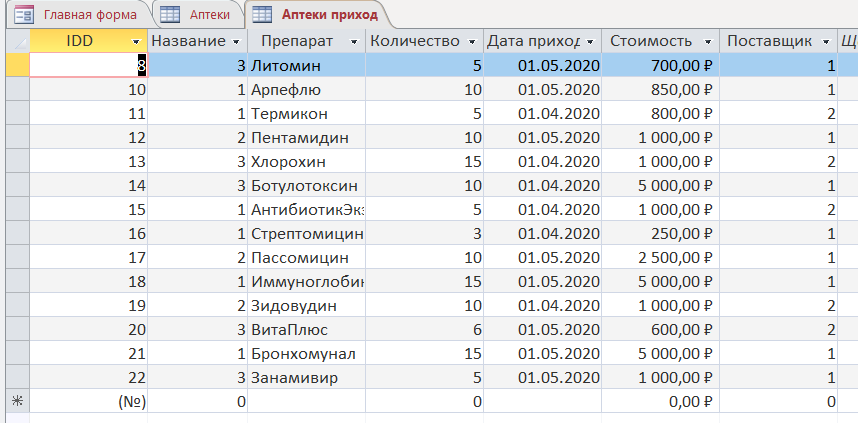 Главная форма Аптеки Аптеки приход
IDD Название Препарат Количество Дата приход Стоимость Поставщик Щ
8 3 Литомин 5 01.05.2020 700,00 ₽ 1
10 1 Арпефлю 10 01.05.2020 850,00 ₽ 1
11 1 Термикон 5 01.04.2020 800,00 ₽ 2
12 2 Пентамидин 10 01.05.2020 1 000,00 ₽ 1
13 3 Хлорохин 15 01.04.2020 1 000,00 ₽ 2
14 3 Ботулотоксин 10 01.04.2020 5 000,00 ₽ 1
15 1 АнтибиотикЭкз 5 01.04.2020 1 000,00 ₽ 2
16 1 Стрептомицин 3 01.04.2020 250,00 ₽ 1
17 2 Пассомицин 10 01.05.2020 2 500,00 ₽ 1
18 1 Иммуноглобин 15 01.05.2020 5 000,00 ₽ 1
19 2 Зидовудин 10 01.04.2020 1 000,00 ₽ 2
20 3 ВитаПлюс 6 01.05.2020 600,00 ₽ 2
21 1 Бронхомунал 15 01.05.2020 5 000,00 ₽ 1
22 3 Занамивир 5 01.05.2020 1 000,00 ₽ 1
(№) 0 0 0,00 ₽ 0